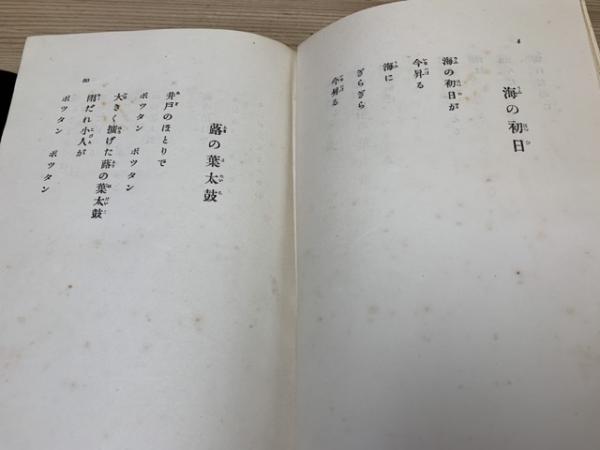 海の初日
海の初日が
今昇る
海に
ぎらぎら
今昇る
蕗の葉太鼓
井戸のほとりで
ポツタン ポツタン
大きく擴げた蕗の葉太鼓
雨だれ小人が
ポツタン ポツタン